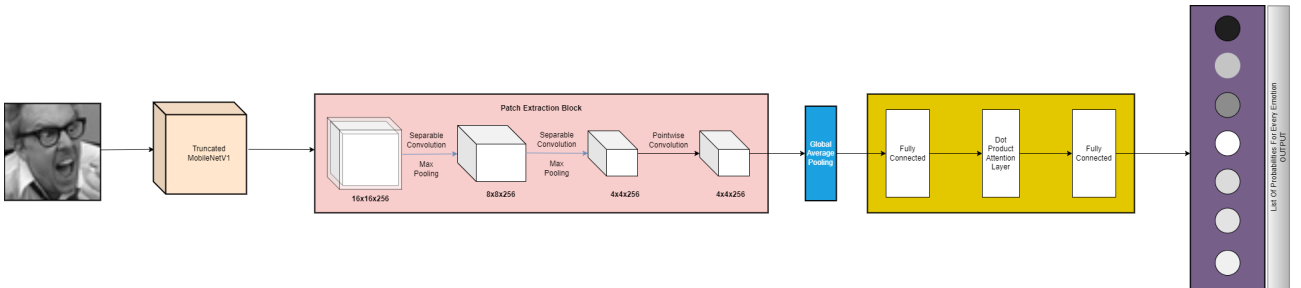 Truncated
MobileNetV1
Patch Extraction Block
Separable
Convolution
Max
Pooling
16x16x256
8x8x256
Separable
Convolution
Max
Pooling
4x4x256
Pointwise
Convolution
4x4x256
Global
Average
Pooling
Fully
Connected
Dot
Product
Attention
Layer
Fully
Connected
List Of Probabilities For Every Emotion
OUTPUT